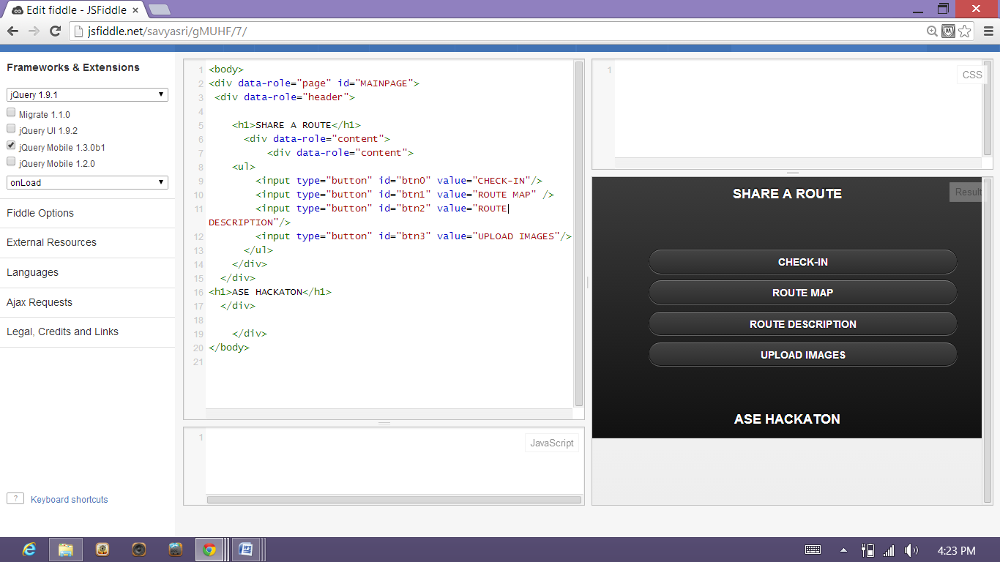 Edit fiddle - JSFiddle
jsfiddle.net/savyasri/gMUHF/7/
Frameworks & Extensions
jQuery 1.9.1
Migrate 1.1.0
jQuery UI 1.9.2
jQuery Mobile 1.3.0b1
jQuery Mobile 1.2.0
onLoad
Fiddle Options
External Resources
Languages
Ajax Requests
Legal, Credits and Links
? Keyboard shortcuts
1 <body>
2 <div data-role="page" id="MAINPAGE">
3 <div data-role="header">
4
5 <h1>SHARE A ROUTE</h1>
6 <div data-role="content">
7 <div data-role="content">
8 <ul>
9 <input type="button" id="btn0" value="CHECK-IN"/>
10 <input type="button" id="btn1" value="ROUTE MAP" />
11 <input type="button" id="btn2" value="ROUTE
DESCRIPTION"/>
12 <input type="button" id="btn3" value="UPLOAD IMAGES"/>
13 </ul>
14 </div>
15 </div>
16 <h1>ASE HACKATON</h1>
17 </div>
18
19 </div>
20 </body>
21
1
JavaScript
1
CSS
SHARE A ROUTE
Result
CHECK-IN
ROUTE MAP
ROUTE DESCRIPTION
UPLOAD IMAGES
ASE HACKATON
4:23 PM